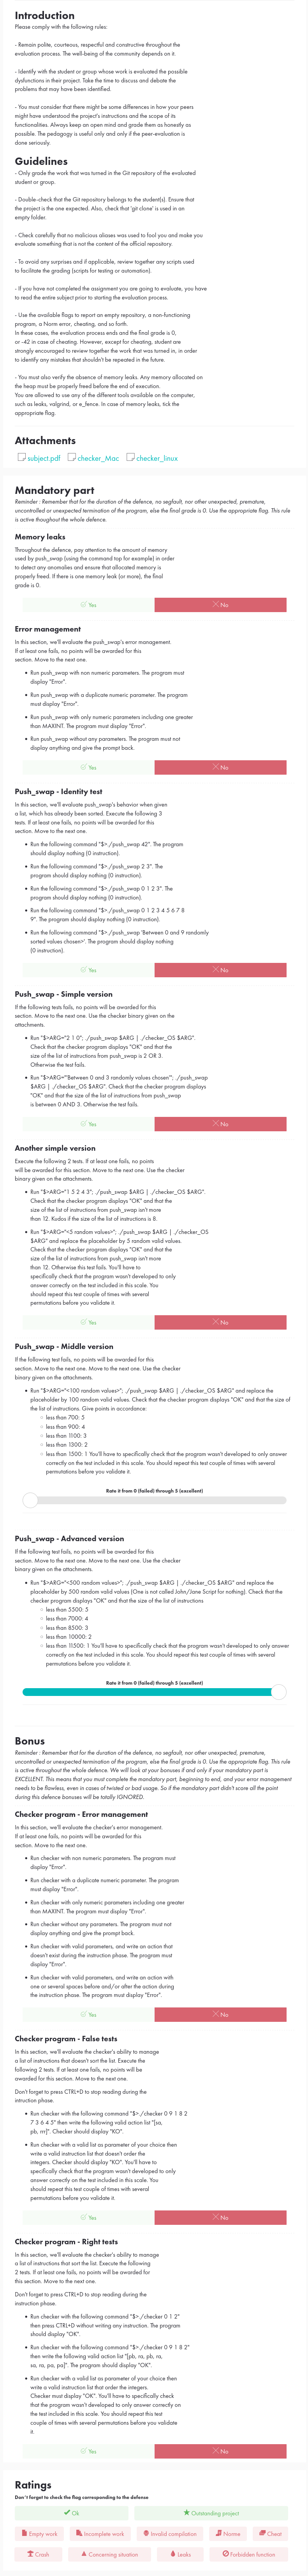 Introduction
Please comply with the following rules:
- Remain polite, courteous, respectful and constructive throughout the
evaluation process. The well-being of the community depends on it.
- Identify with the student or group whose work is evaluated the possible
dysfunctions in their project. Take the time to discuss and debate the
problems that may have been identified.
- You must consider that there might be some differences in how your peers
might have understood the project's instructions and the scope of its
functionalities. Always keep an open mind and grade them as honestly as
possible. The pedagogy is useful only and only if the peer-evaluation is
done seriously.
Guidelines
- Only grade the work that was turned in the Git repository of the evaluated
student or group.
- Double-check that the Git repository belongs to the student(s). Ensure that
the project is the one expected. Also, check that 'git clone' is used in an
empty folder.
- Check carefully that no malicious aliases was used to fool you and make you
evaluate something that is not the content of the official repository.
- To avoid any surprises and if applicable, review together any scripts used
to facilitate the grading (scripts for testing or automation).
- If you have not completed the assignment you are going to evaluate, you have
to read the entire subject prior to starting the evaluation process.
- Use the available flags to report an empty repository, a non-functioning
program, a Norm error, cheating, and so forth.
In these cases, the evaluation process ends and the final grade is 0,
or -42 in case of cheating. However, except for cheating, student are
strongly encouraged to review together the work that was turned in, in order
to identify any mistakes that shouldn't be repeated in the future.
- You must also verify the absence of memory leaks. Any memory allocated on
the heap must be properly freed before the end of execution.
You are allowed to use any of the different tools available on the computer,
such as leaks, valgrind, or e_fence. In case of memory leaks, tick the
appropriate flag.
Attachments
subject.pdf checker_Mac checker_linux
Mandatory part
Reminder : Remember that for the duration of the defence, no segfault, nor other unexpected, premature,
uncontrolled or unexpected termination of the program, else the final grade is 0. Use the appropriate flag. This rule
is active thoughout the whole defence.
Memory leaks
Throughout the defence, pay attention to the amount of memory
used by push_swap (using the command top for example) in order
to detect any anomalies and ensure that allocated memory is
properly freed. If there is one memory leak (or more), the final
grade is 0.
Yes No
Error management
In this section, we'll evaluate the push_swap's error management.
If at least one fails, no points will be awarded for this
section. Move to the next one.
• Run push_swap with non numeric parameters. The program must
display "Error".
• Run push_swap with a duplicate numeric parameter. The program
must display "Error".
• Run push_swap with only numeric parameters including one greater
than MAXINT. The program must display "Error".
• Run push_swap without any parameters. The program must not
display anything and give the prompt back.
Yes No
Push_swap - Identity test
In this section, we'll evaluate push_swap's behavior when given
a list, which has already been sorted. Execute the following 3
tests. If at least one fails, no points will be awarded for this
section. Move to the next one.
• Run the following command "$>./push_swap 42". The program
should display nothing (0 instruction).
• Run the following command "$>./push_swap 2 3". The
program should display nothing (0 instruction).
• Run the following command "$>./push_swap 0 1 2 3". The
program should display nothing (0 instruction).
• Run the following command "$>./push_swap 0 1 2 3 4 5 6 7 8
9". The program should display nothing (0 instruction).
• Run the following command "$>./push_swap 'Between 0 and 9 randomly
sorted values chosen>'. The program should display nothing
(0 instruction).
Yes No
Push_swap - Simple version
If the following tests fails, no points will be awarded for this
section. Move to the next one. Use the checker binary given on the
attachments.
• Run "$>ARG="2 1 0"; ./push_swap $ARG | ./checker_OS $ARG".
Check that the checker program displays "OK" and that the
size of the list of instructions from push_swap is 2 OR 3.
Otherwise the test fails.
• Run "$>ARG="'Between 0 and 3 randomly values chosen'"; ./push_swap
$ARG | ./checker_OS $ARG". Check that the checker program displays
"OK" and that the size of the list of instructions from push_swap
is between 0 AND 3. Otherwise the test fails.
Yes No
Another simple version
Execute the following 2 tests. If at least one fails, no points
will be awarded for this section. Move to the next one. Use the checker
binary given on the attachments.
• Run "$>ARG="1 5 2 4 3"; ./push_swap $ARG | ./checker_OS $ARG".
Check that the checker program displays "OK" and that the
size of the list of instructions from push_swap isn't more
than 12. Kudos if the size of the list of instructions is 8.
• Run "$>ARG="<5 random values>"; ./push_swap $ARG | ./checker_OS
$ARG" and replace the placeholder by 5 random valid values.
Check that the checker program displays "OK" and that the
size of the list of instructions from push_swap isn't more
than 12. Otherwise this test fails. You'll have to
specifically check that the program wasn't developed to only
answer correctly on the test included in this scale. You
should repeat this test couple of times with several
permutations before you validate it.
Yes No
Push_swap - Middle version
If the following test fails, no points will be awarded for this
section. Move to the next one. Move to the next one. Use the checker
binary given on the attachments.
• Run "$>ARG="<100 random values>"; ./push_swap $ARG | ./checker_OS $ARG" and replace the
placeholder by 100 random valid values. Check that the checker program displays "OK" and that the size of
the list of instructions. Give points in accordance:
○ less than 700: 5
○ less than 900: 4
○ less than 1100: 3
○ less than 1300: 2
○ less than 1500: 1 You'll have to specifically check that the program wasn't developed to only answer
correctly on the test included in this scale. You should repeat this test couple of times with several
permutations before you validate it.
Rate it from 0 (failed) through 5 (excellent)
Push_swap - Advanced version
If the following test fails, no points will be awarded for this
section. Move to the next one. Move to the next one. Use the checker
binary given on the attachments.
• Run "$>ARG="<500 random values>"; ./push_swap $ARG | ./checker_OS $ARG" and replace the
placeholder by 500 random valid values (One is not called John/Jane Script for nothing). Check that the
checker program displays "OK" and that the size of the list of instructions
○ less than 5500: 5
○ less than 7000: 4
○ less than 8500: 3
○ less than 10000: 2
○ less than 11500: 1 You'll have to specifically check that the program wasn't developed to only answer
correctly on the test included in this scale. You should repeat this test couple of times with several
permutations before you validate it.
Rate it from 0 (failed) through 5 (excellent)
Bonus
Reminder : Remember that for the duration of the defence, no segfault, nor other unexpected, premature,
uncontrolled or unexpected termination of the program, else the final grade is 0. Use the appropriate flag. This rule
is active thoughout the whole defence. We will look at your bonuses if and only if your mandatory part is
EXCELLENT. This means that you must complete the mandatory part, beginning to end, and your error management
needs to be flawless, even in cases of twisted or bad usage. So if the mandatory part didn't score all the point
during this defence bonuses will be totally IGNORED.
Checker program - Error management
In this section, we'll evaluate the checker's error management.
If at least one fails, no points will be awarded for this
section. Move to the next one.
• Run checker with non numeric parameters. The program must
display "Error".
• Run checker with a duplicate numeric parameter. The program
must display "Error".
• Run checker with only numeric parameters including one greater
than MAXINT. The program must display "Error".
• Run checker without any parameters. The program must not
display anything and give the prompt back.
• Run checker with valid parameters, and write an action that
doesn't exist during the instruction phase. The program must
display "Error".
• Run checker with valid parameters, and write an action with
one or several spaces before and/or after the action during
the instruction phase. The program must display "Error".
Yes No
Checker program - False tests
In this section, we'll evaluate the checker's ability to manage
a list of instructions that doesn't sort the list. Execute the
following 2 tests. If at least one fails, no points will be
awarded for this section. Move to the next one.
Don't forget to press CTRL+D to stop reading during the
intruction phase.
• Run checker with the following command "$>./checker 0 9 1 8 2
7 3 6 4 5" then write the following valid action list "[sa,
pb, rrr]". Checker should display "KO".
• Run checker with a valid list as parameter of your choice then
write a valid instruction list that doesn't order the
integers. Checker should display "KO". You'll have to
specifically check that the program wasn't developed to only
answer correctly on the test included in this scale. You
should repeat this test couple of times with several
permutations before you validate it.
Yes No
Checker program - Right tests
In this section, we'll evaluate the checker's ability to manage
a list of instructions that sort the list. Execute the following
2 tests. If at least one fails, no points will be awarded for
this section. Move to the next one.
Don't forget to press CTRL+D to stop reading during the
instruction phase.
• Run checker with the following command "$>./checker 0 1 2"
then press CTRL+D without writing any instruction. The program
should display "OK".
• Run checker with the following command "$>./checker 0 9 1 8 2"
then write the following valid action list "[pb, ra, pb, ra,
sa, ra, pa, pa]". The program should display "OK".
• Run checker with a valid list as parameter of your choice then
write a valid instruction list that order the integers.
Checker must display "OK". You'll have to specifically check
that the program wasn't developed to only answer correctly on
the test included in this scale. You should repeat this test
couple of times with several permutations before you validate
it.
Yes No
Ratings
Don't forget to check the flag corresponding to the defense
Ok Outstanding project
Empty work Incomplete work Invalid compilation Norme Cheat
Crash Concerning situation Leaks Forbidden function